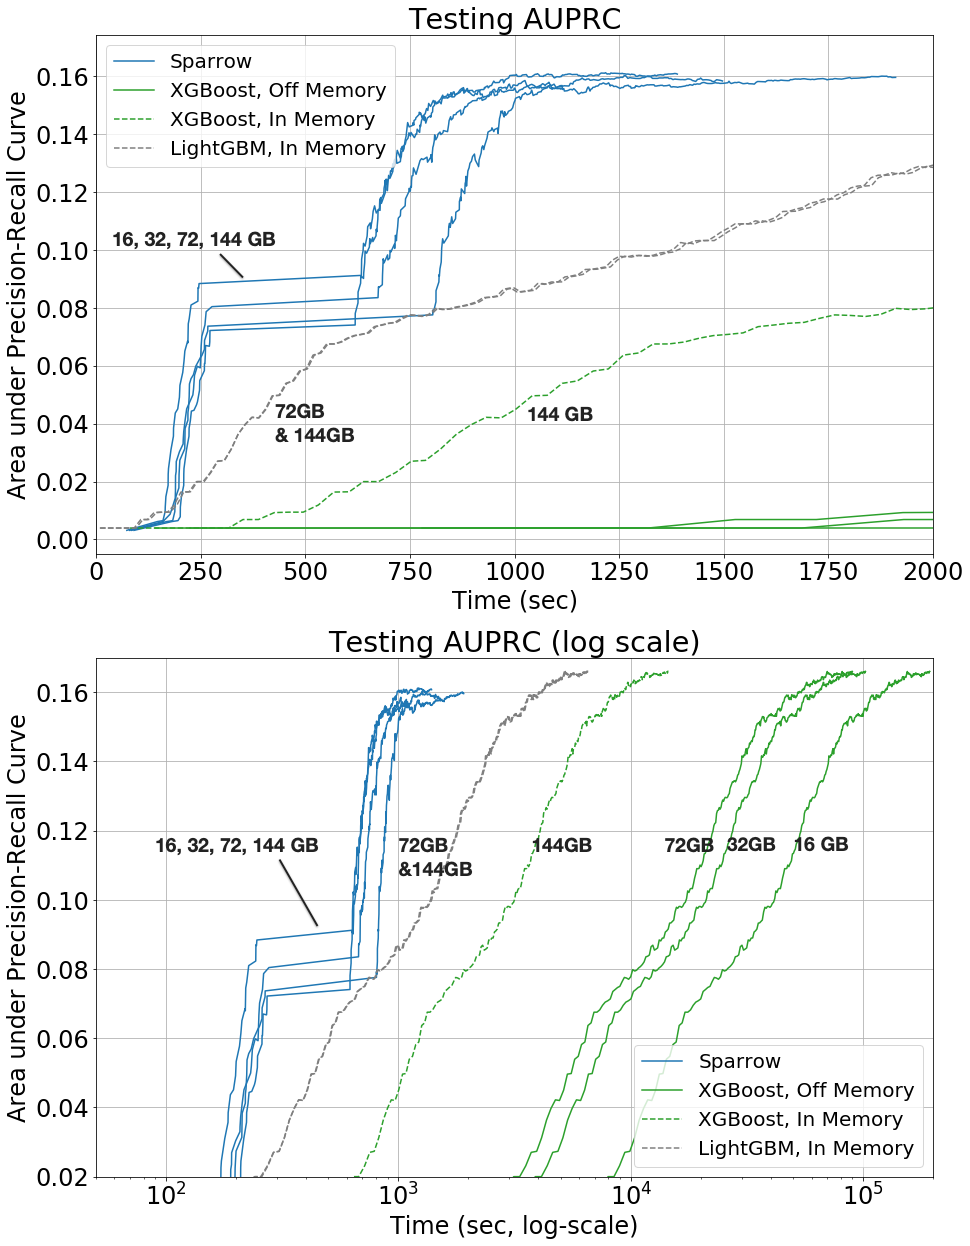 Testing AUPRC
Area under Precision-Recall Curve
0.16
0.14
0.12
0.10
0.08
0.06
0.04
0.02
0.00
Sparrow
XGBoost, Off Memory
XGBoost, In Memory
LightGBM, In Memory
16, 32, 72, 144 GB
72GB
& 144GB
144 GB
0 250 500 750 1000 1250 1500 1750 2000
Time (sec)
Testing AUPRC (log scale)
Area under Precision-Recall Curve
0.16
0.14
0.12
0.10
0.08
0.06
0.04
0.02
16, 32, 72, 144 GB
72GB
&144GB
144GB
72GB
32GB
16 GB
Sparrow
XGBoost, Off Memory
XGBoost, In Memory
LightGBM, In Memory
10² 10³ 10⁴ 10⁵
Time (sec, log-scale)